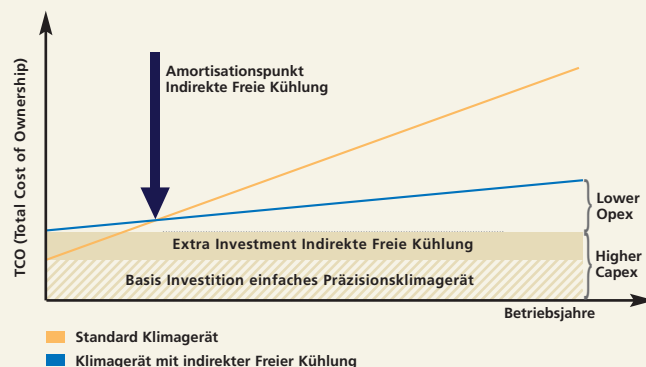 TCO (Total Cost of Ownership)
Amortisationspunkt
Indirekte Freie Kühlung
Lower
Opex
Extra Investment Indirekte Freie Kühlung
Higher
Capex
Basis Investition einfaches Präzisionsklimagerät
Betriebsjahre
Standard Klimagerät
Klimagerät mit indirekter Freier Kühlung